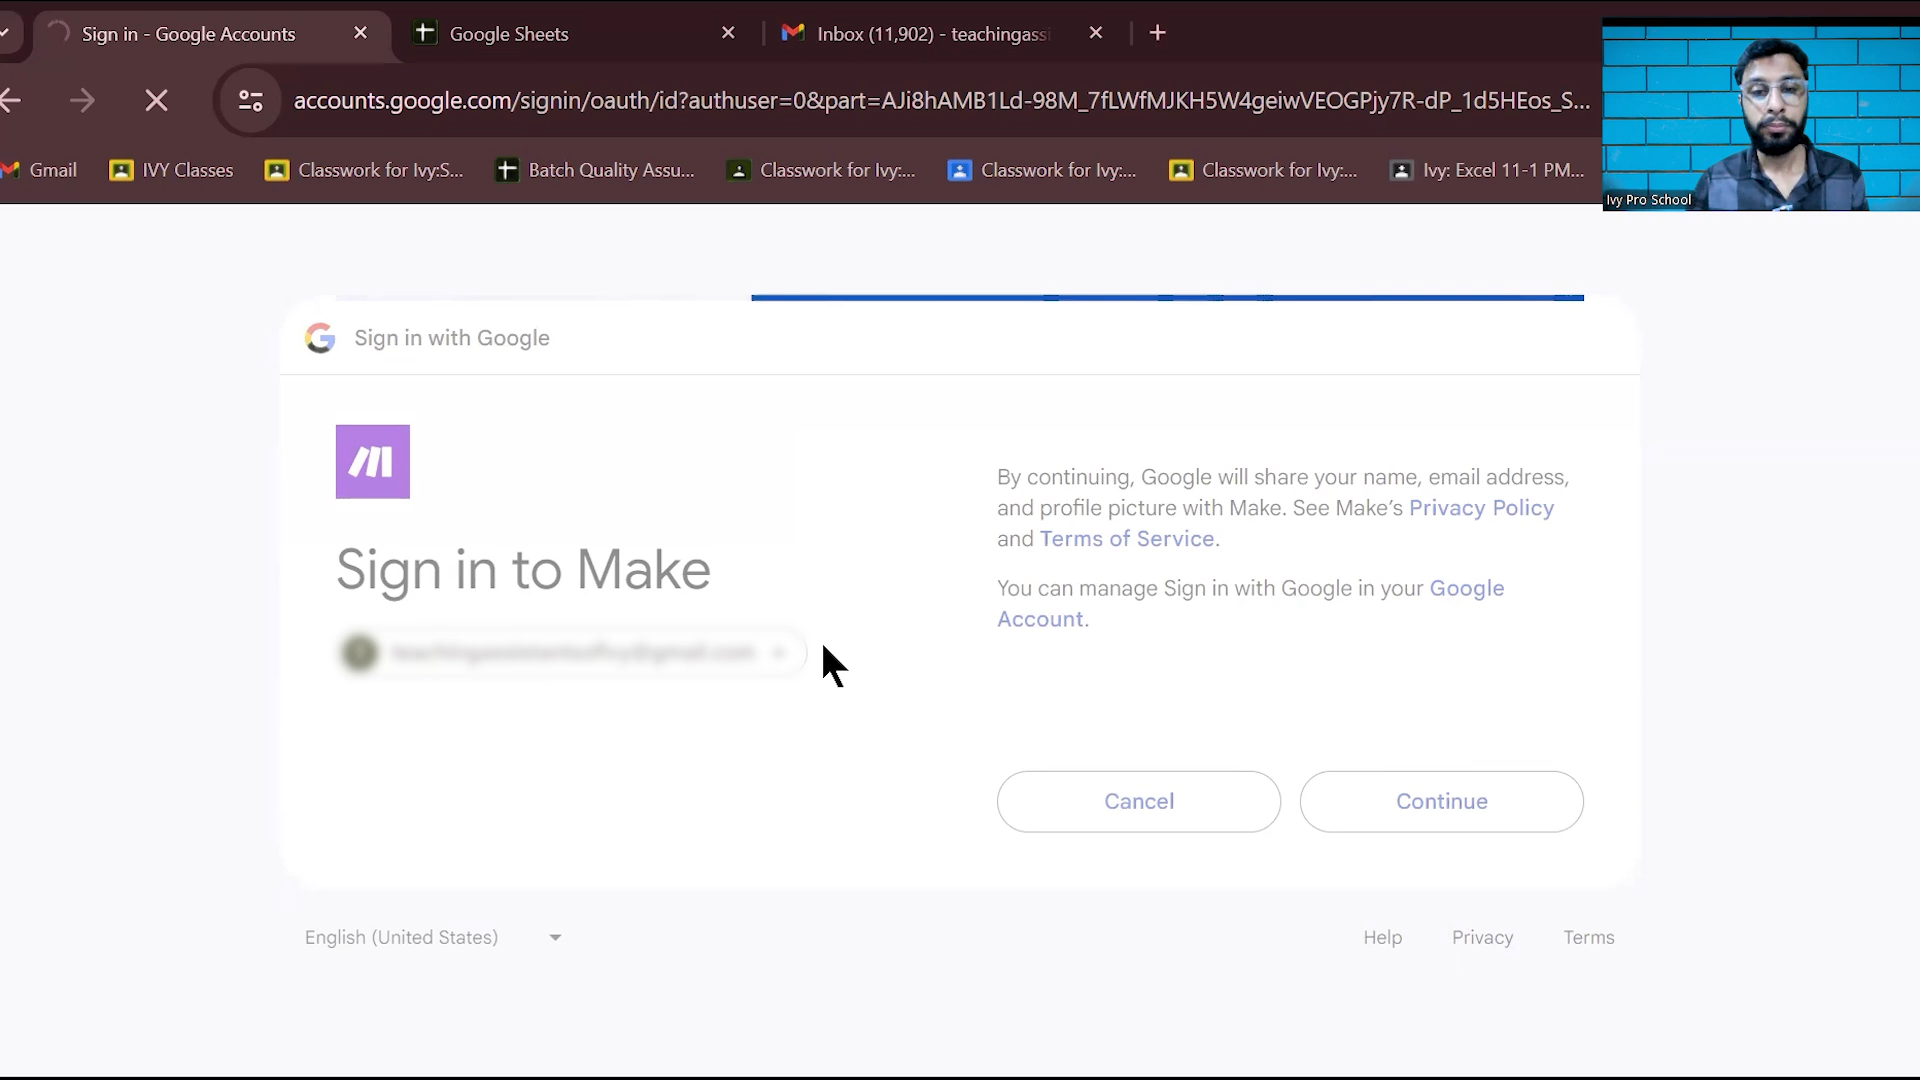 Sign in - Google Accounts
Google Sheets
Inbox (11,902) - teachingassi
accounts.google.com/signin/oauth/id?authuser=0&part=AJi8hAMB1Ld-98M_7fLWfMJKH5W4geiwVEOGPjy7R-dP_1d5HEos_S...
Gmail
IVY Classes
Classwork for Ivy:S...
Batch Quality Assu...
Classwork for Ivy:...
Classwork for Ivy:...
Classwork for Ivy:...
Ivy: Excel 11-1 PM...
Ivy Pro School
Sign in with Google
Sign in to Make
By continuing, Google will share your name, email address,
and profile picture with Make. See Make's Privacy Policy
and Terms of Service.
You can manage Sign in with Google in your Google
Account.
Cancel
Continue
English (United States)
Help
Privacy
Terms